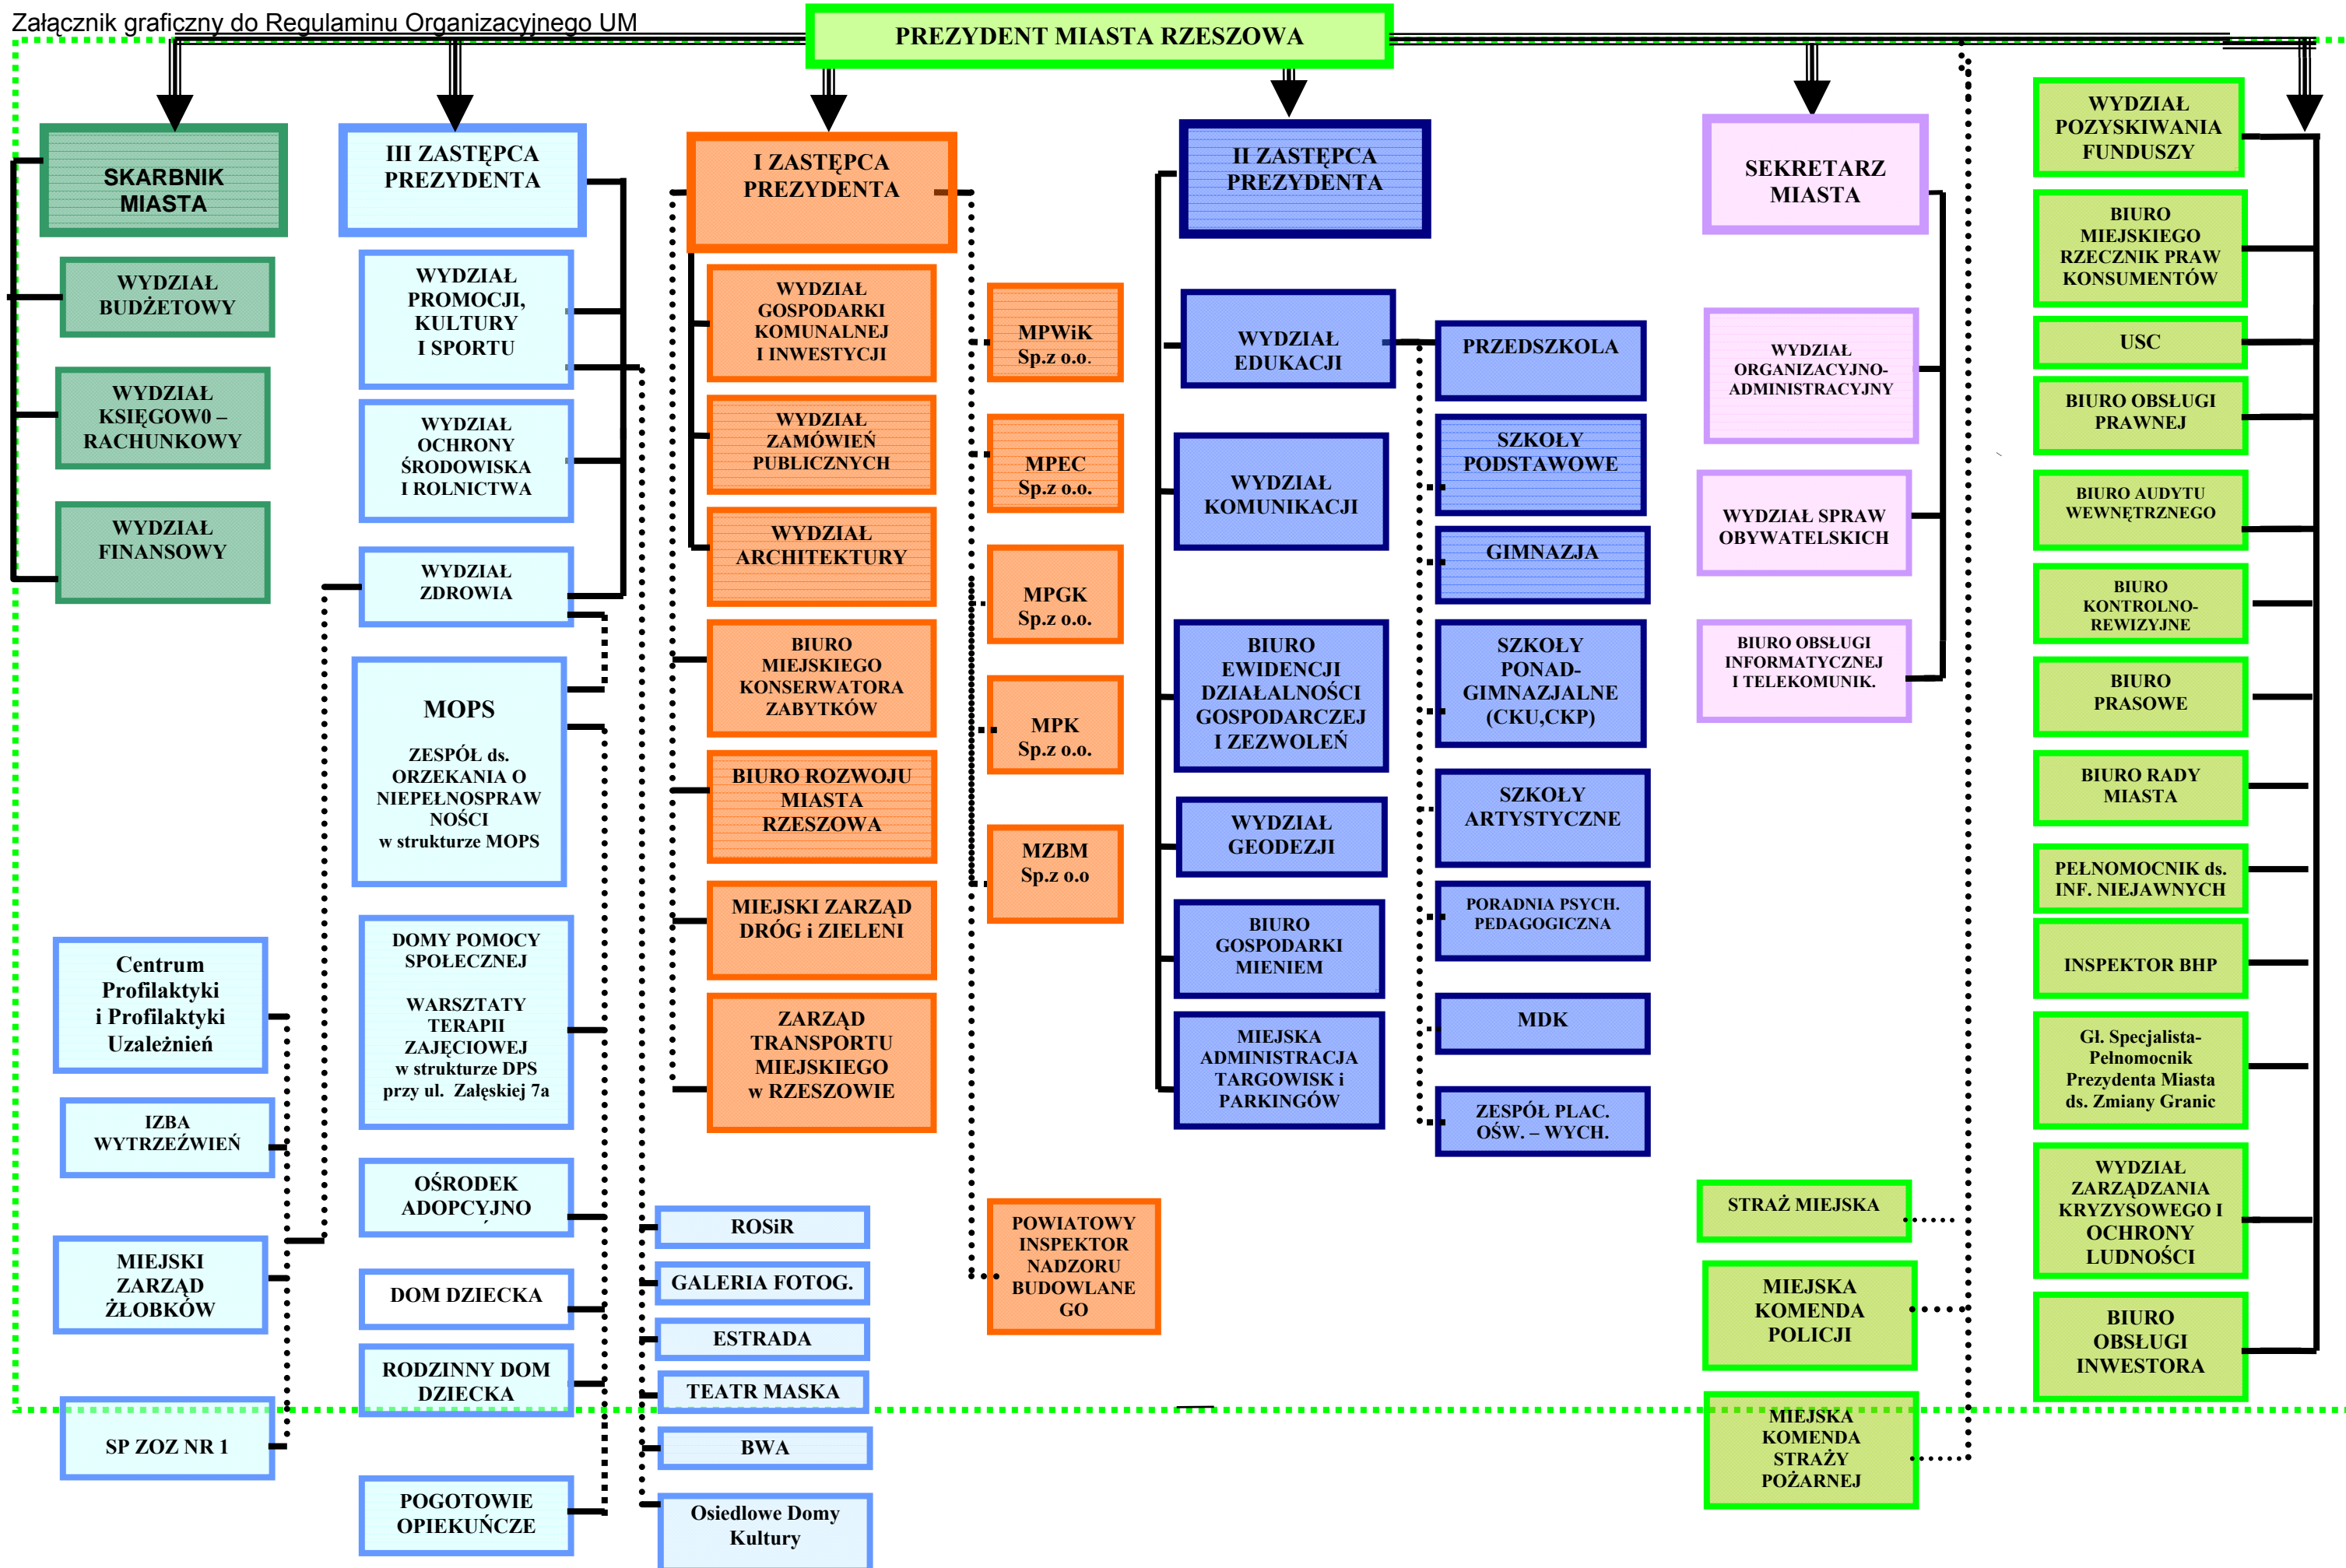 Załącznik graficzny do Regulaminu Organizacyjnego UM
PREZYDENT MIASTA RZESZOWA
SKARBNIK
MIASTA
WYDZIAŁ
BUDŻETOWY
WYDZIAŁ
KSIĘGOW0 –
RACHUNKOWY
WYDZIAŁ
FINANSOWY
Centrum
Profilaktyki
i Profilaktyki
Uzależnień
IZBA
WYTRZEŹWIEŃ
MIEJSKI
ZARZĄD
ŻŁOBKÓW
SP ZOZ NR 1
III ZASTĘPCA
PREZYDENTA
WYDZIAŁ
PROMOCJI,
KULTURY
I SPORTU
WYDZIAŁ
OCHRONY
ŚRODOWISKA
I ROLNICTWA
WYDZIAŁ
ZDROWIA
MOPS
ZESPÓŁ ds.
ORZEKANIA O
NIEPEŁNOSPRAW
NOŚCI
w strukturze MOPS
DOMY POMOCY
SPOŁECZNEJ
WARSZTATY
TERAPII
ZAJĘCIOWEJ
w strukturze DPS
przy ul. Załęskiej 7a
OŚRODEK
ADOPCYJNO
DOM DZIECKA
RODZINNY DOM
DZIECKA
POGOTOWIE
OPIEKUŃCZE
ROSiR
GALERIA FOTOG.
ESTRADA
TEATR MASKA
BWA
Osiedlowe Domy
Kultury
I ZASTĘPCA
PREZYDENTA
WYDZIAŁ
GOSPODARKI
KOMUNALNEJ
I INWESTYCJI
WYDZIAŁ
ZAMÓWIEŃ
PUBLICZNYCH
WYDZIAŁ
ARCHITEKTURY
BIURO
MIEJSKIEGO
KONSERWATORA
ZABYTKÓW
BIURO ROZWOJU
MIASTA
RZESZOWA
MIEJSKI ZARZĄD
DRÓG i ZIELENI
ZARZĄD
TRANSPORTU
MIEJSKIEGO
w RZESZOWIE
MPWiK
Sp.z o.o.
MPEC
Sp.z o.o.
MPGK
Sp.z o.o.
MPK
Sp.z o.o.
MZBM
Sp.z o.o
POWIATOWY
INSPEKTOR
NADZORU
BUDOWLANE
GO
II ZASTĘPCA
PREZYDENTA
WYDZIAŁ
EDUKACJI
WYDZIAŁ
KOMUNIKACJI
BIURO
EWIDENCJI
DZIAŁALNOŚCI
GOSPODARCZEJ
I ZEZWOLEŃ
WYDZIAŁ
GEODEZJI
BIURO
GOSPODARKI
MIENIEM
MIEJSKA
ADMINISTRACJA
TARGOWISK i
PARKINGÓW
PRZEDSZKOLA
SZKOŁY
PODSTAWOWE
GIMNAZJA
SZKOŁY
PONAD-
GIMNAZJALNE
(CKU,CKP)
SZKOŁY
ARTYSTYCZNE
PORADNIA PSYCH.
PEDAGOGICZNA
MDK
ZESPÓŁ PLAC.
OŚW. – WYCH.
SEKRETARZ
MIASTA
WYDZIAŁ
ORGANIZACYJNO-
ADMINISTRACYJNY
WYDZIAŁ SPRAW
OBYWATELSKICH
BIURO OBSŁUGI
INFORMATYCZNEJ
I TELEKOMUNIK.
STRAŻ MIEJSKA
MIEJSKA
KOMENDA
POLICJI
MIEJSKA
KOMENDA
STRAŻY
POŻARNEJ
WYDZIAŁ
POZYSKIWANIA
FUNDUSZY
BIURO
MIEJSKIEGO
RZECZNIK PRAW
KONSUMENTÓW
USC
BIURO OBSŁUGI
PRAWNEJ
BIURO AUDYTU
WEWNĘTRZNEGO
BIURO
KONTROLNO-
REWIZYJNE
BIURO
PRASOWE
BIURO RADY
MIASTA
PEŁNOMOCNIK ds.
INF. NIEJAWNYCH
INSPEKTOR BHP
Gł. Specjalista-
Pełnomocnik
Prezydenta Miasta
ds. Zmiany Granic
WYDZIAŁ
ZARZĄDZANIA
KRYZYSOWEGO I
OCHRONY
LUDNOŚCI
BIURO
OBSŁUGI
INWESTORA